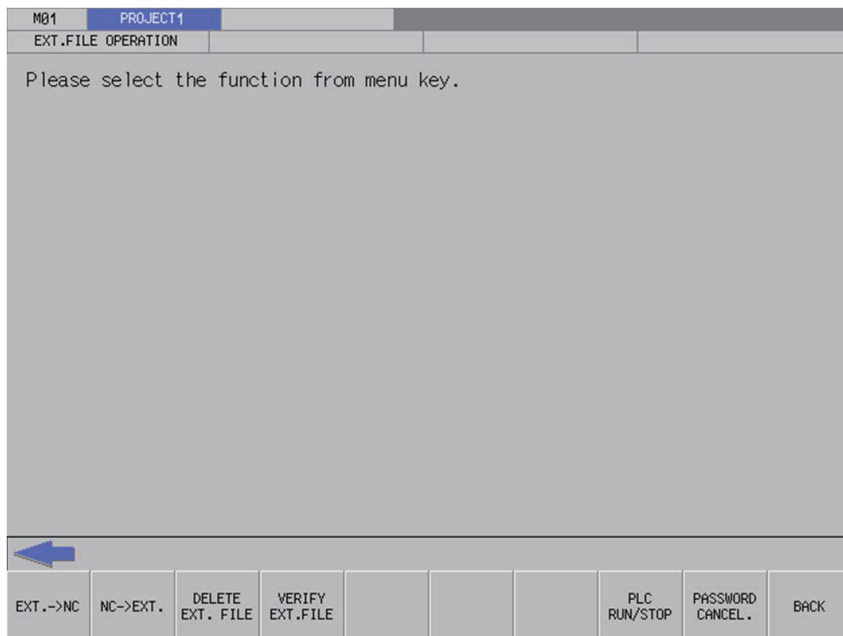 M01 PROJECT1
EXT.FILE OPERATION
Please select the function from menu key.
EXT.->NC NC->EXT. DELETE EXT. FILE VERIFY EXT.FILE PLC RUN/STOP PASSWORD CANCEL. BACK